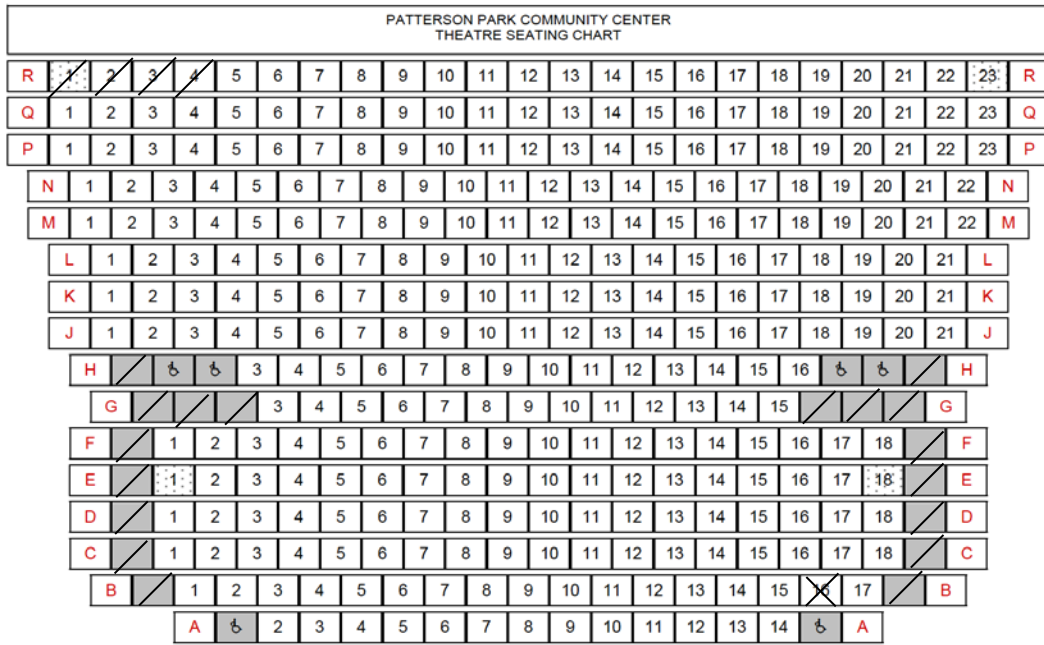 PATTERSON PARK COMMUNITY CENTER
THEATRE SEATING CHART
R 1 2 3 4 5 6 7 8 9 10 11 12 13 14 15 16 17 18 19 20 21 22 23 R
Q 1 2 3 4 5 6 7 8 9 10 11 12 13 14 15 16 17 18 19 20 21 22 23 Q
P 1 2 3 4 5 6 7 8 9 10 11 12 13 14 15 16 17 18 19 20 21 22 23 P
N 1 2 3 4 5 6 7 8 9 10 11 12 13 14 15 16 17 18 19 20 21 22 N
M 1 2 3 4 5 6 7 8 9 10 11 12 13 14 15 16 17 18 19 20 21 22 M
L 1 2 3 4 5 6 7 8 9 10 11 12 13 14 15 16 17 18 19 20 21 L
K 1 2 3 4 5 6 7 8 9 10 11 12 13 14 15 16 17 18 19 20 21 K
J 1 2 3 4 5 6 7 8 9 10 11 12 13 14 15 16 17 18 19 20 21 J
H 3 4 5 6 7 8 9 10 11 12 13 14 15 16 H
G 3 4 5 6 7 8 9 10 11 12 13 14 15 G
F 1 2 3 4 5 6 7 8 9 10 11 12 13 14 15 16 17 18 F
E 1 2 3 4 5 6 7 8 9 10 11 12 13 14 15 16 17 18 E
D 1 2 3 4 5 6 7 8 9 10 11 12 13 14 15 16 17 18 D
C 1 2 3 4 5 6 7 8 9 10 11 12 13 14 15 16 17 18 C
B 1 2 3 4 5 6 7 8 9 10 11 12 13 14 15 16 17 B
A 2 3 4 5 6 7 8 9 10 11 12 13 14 A